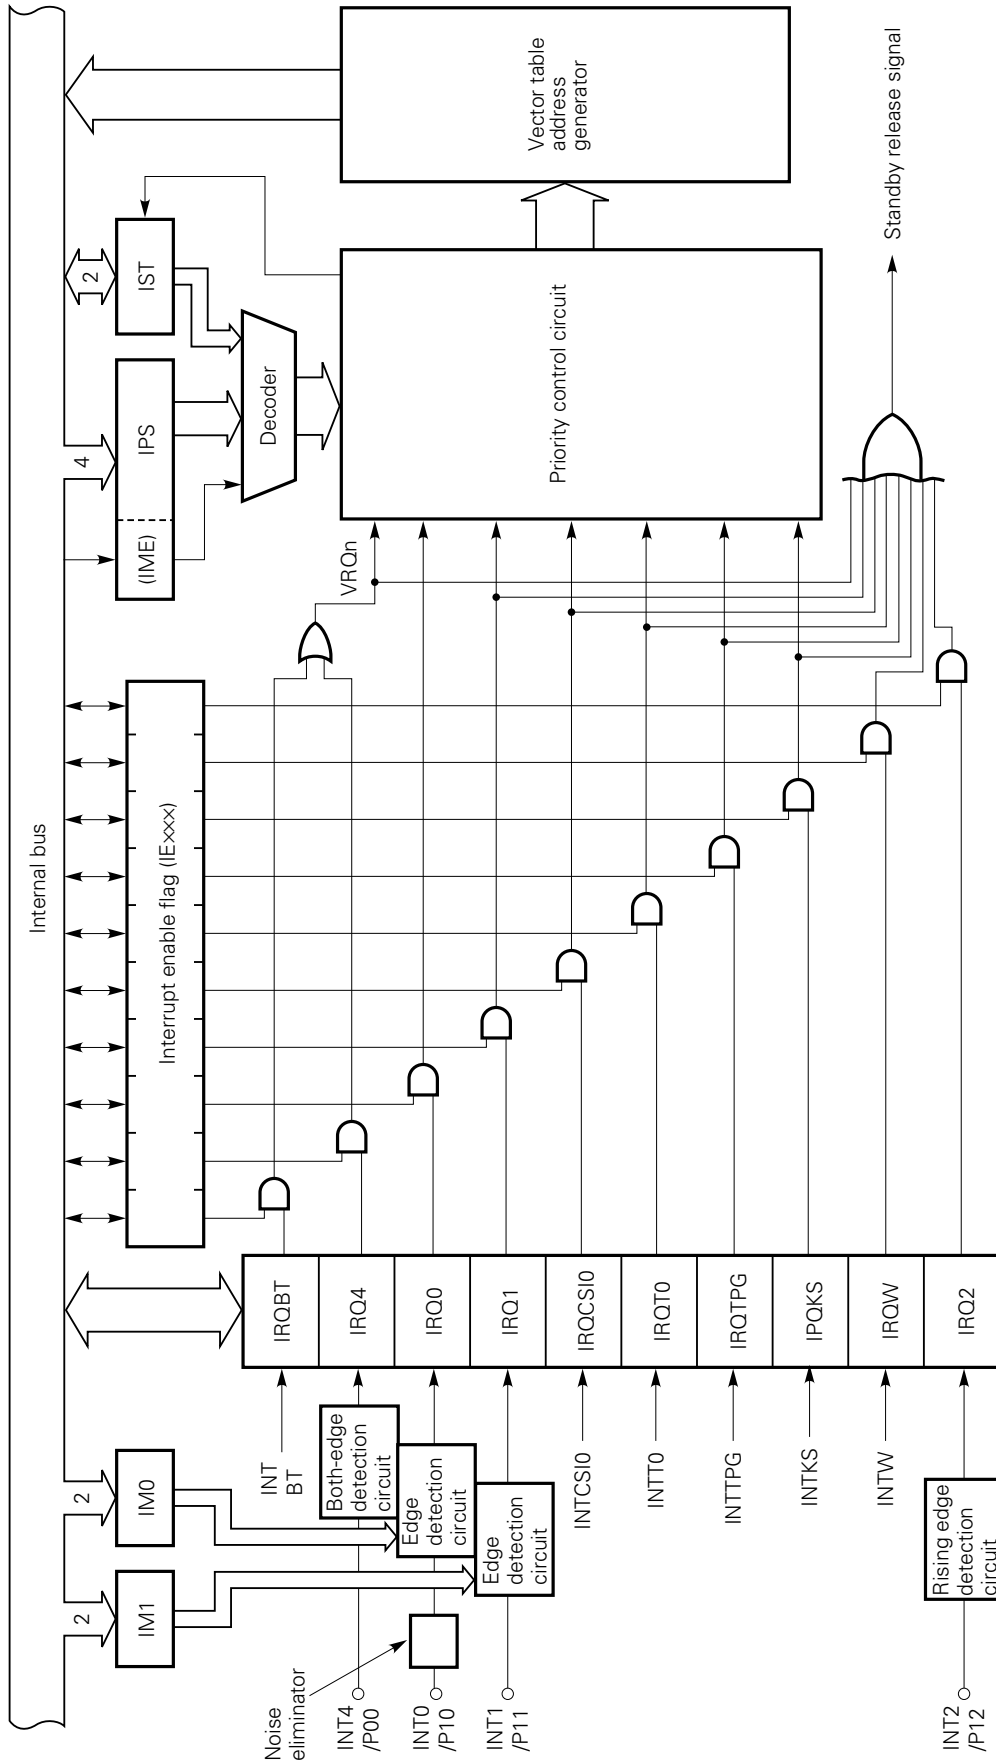 Internal bus
2
IM1
2
IM0
Interrupt enable flag (IExxx)
4
(IME)
IPS
2
IST
Decoder
VRQn
Priority control circuit
Vector table
address
generator
Standby release signal
Noise
eliminator
INT
BT
IRQBT
INT4
/P00
Both-edge
detection
circuit
IRQ4
INT0
/P10
Edge
detection
circuit
IRQ0
INT1
/P11
Edge
detection
circuit
IRQ1
INTCSI0
IRQCSI0
INTT0
IRQT0
INTTPG
IRQTPG
INTKS
IPQKS
INTW
IRQW
INT2
/P12
Rising edge
detection
circuit
IRQ2